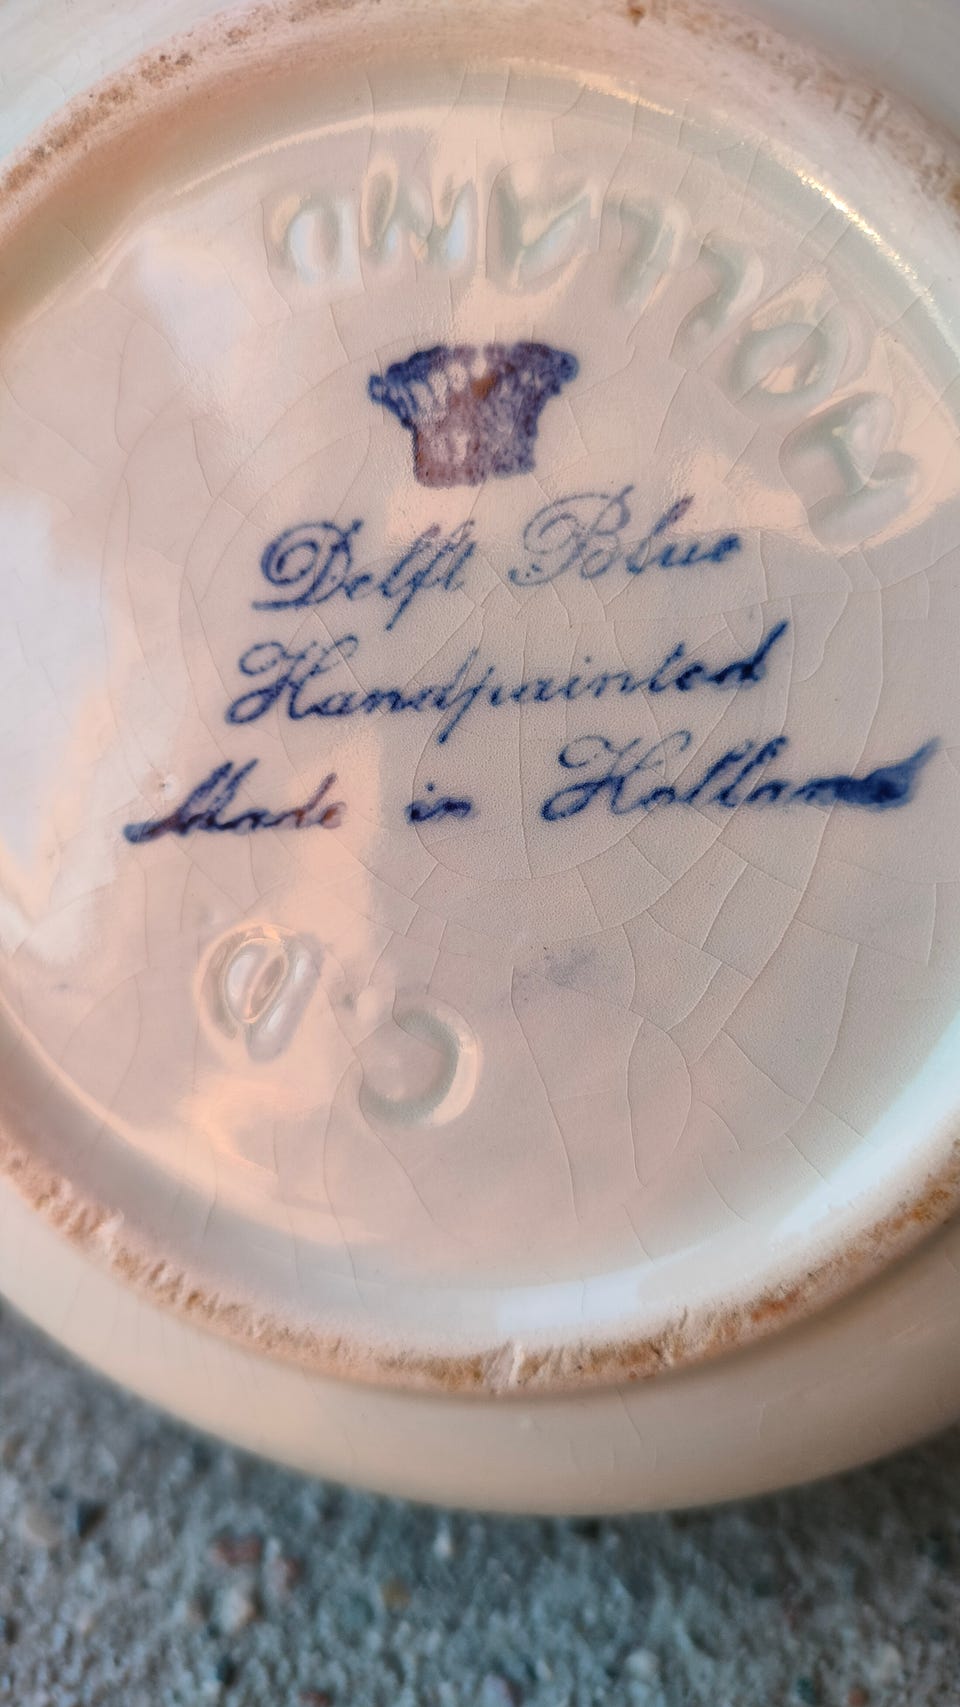 HOLLAND
Delft Blue
Handpainted
Made in Holland